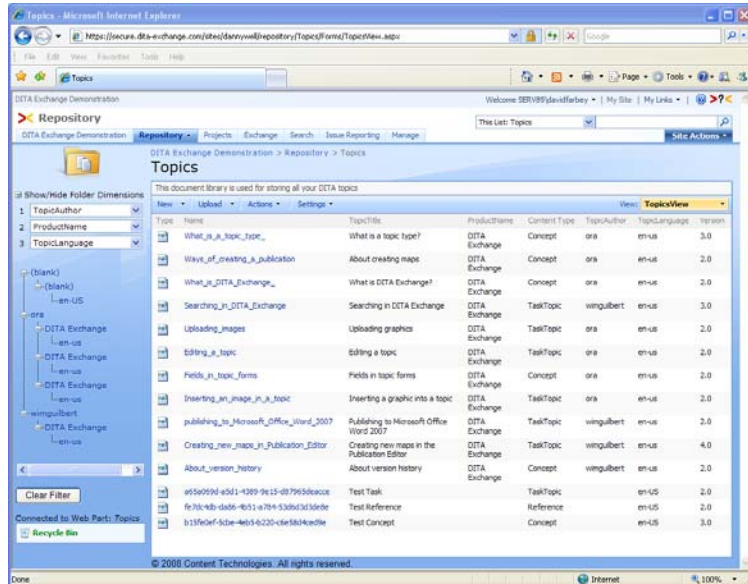 Topics - Microsoft Internet Explorer
https://secure.dita-exchange.com/sites/dannywell/repository/Topics/Forms/TopicsView.aspx
Google
File Edit View Favorites Tools Help
Topics
Page Tools
DITA Exchange Demonstration
Welcome SERV89\davidfarbey | My Site | My Links | >?<
Repository
This List: Topics
DITA Exchange Demonstration Repository Projects Exchange Search Issue Reporting Manage
Site Actions
DITA Exchange Demonstration > Repository > Topics
Topics
This document library is used for storing all your DITA topics
New Upload Actions Settings View: TopicsView
Show/Hide Folder Dimensions
1 TopicAuthor
2 ProductName
3 TopicLanguage
(blank)
(blank)
en-US
ora
DITA Exchange
en-us
DITA Exchange
en-us
DITA Exchange
en-us
wimguilbert
DITA Exchange
en-us
Clear Filter
Connected to Web Part: Topics
Recycle Bin
Type Name TopicTitle ProductName Content Type TopicAuthor TopicLanguage Version
What_is_a_topic_type_ What is a topic type? DITA Exchange Concept ora en-us 3.0
Ways_of_creating_a_publication About creating maps DITA Exchange Concept ora en-us 2.0
What_is_DITA_Exchange_ What is DITA Exchange? DITA Exchange Concept ora en-us 2.0
Searching_in_DITA_Exchange Searching in DITA Exchange DITA Exchange TaskTopic wimguilbert en-us 3.0
Uploading_images Uploading graphics DITA Exchange TaskTopic ora en-us 2.0
Editing_a_topic Editing a topic DITA Exchange TaskTopic ora en-us 2.0
Fields_in_topic_forms Fields in topic forms DITA Exchange Concept ora en-us 2.0
Inserting_an_image_in_a_topic Inserting a graphic into a topic DITA Exchange TaskTopic ora en-us 2.0
publishing_to_Microsoft_Office_Word_2007 Publishing to Microsoft Office Word 2007 DITA Exchange TaskTopic wimguilbert en-us 2.0
Creating_new_maps_in_Publication_Editor Creating new maps in the Publication Editor DITA Exchange TaskTopic wimguilbert en-us 4.0
About_version_history About version history DITA Exchange Concept wimguilbert en-us 2.0
Test Task TaskTopic en-US 2.0
Test Reference Reference en-US 2.0
Test Concept Concept en-US 3.0
© 2008 Content Technologies. All rights reserved.
Done Internet 100%